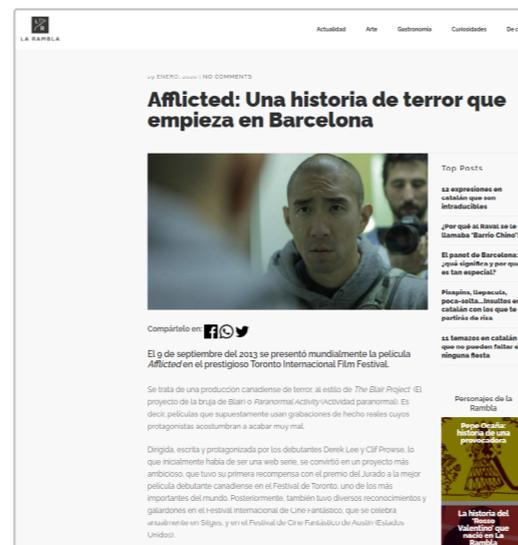 LA RAMBLA
Actualidad Arte Gastronomía Curiosidades De
29 ENERO, 2020 | NO COMMENTS
Afflicted: Una historia de terror que
empieza en Barcelona
Compártelo en:
El 9 de septiembre del 2013 se presentó mundialmente la película
Afflicted en el prestigioso Toronto Internacional Film Festival.
Se trata de una producción canadiense de terror, al estilo de The Blair Project (El
proyecto de la bruja de Blair) o Paranormal Activity (Actividad paranormal). Es
decir, películas que supuestamente usan grabaciones de hecho reales cuyos
protagonistas acostumbran a acabar muy mal.
Dirigida, escrita y protagonizada por los debutantes Derek Lee y Clif Prowse, lo
que inicialmente había de ser una web serie, se convirtió en un proyecto más
ambicioso, que tuvo su primera recompensa con el premio del Jurado a la mejor
película debutante canadiense en el Festival de Toronto, uno de los más
importantes del mundo. Posteriormente, también tuvo diversos reconocimientos y
galardones en el Festival Internacional de Cine Fantástico, que se celebra
anualmente en Sitges, y en el Festival de Cine Fantástico de Austin (Estados
Unidos).
Top Posts
12 expresiones en
catalán que son
intraducibles
¿Por qué al Raval se le
llamaba "Barrio Chino"?
El panot de Barcelona:
¿qué significa y por qué
es tan especial?
Pixapins, llepaculs,
poca-solta...Insultos en
catalán con los que te
partirás de risa
11 temazos en catalán
que no pueden faltar en
ninguna fiesta
Personajes de la
Rambla
Pepe Ocaña:
historia de una
provocadora
La historia del
'Rosso
Valentino' que
nació en La
Rambla